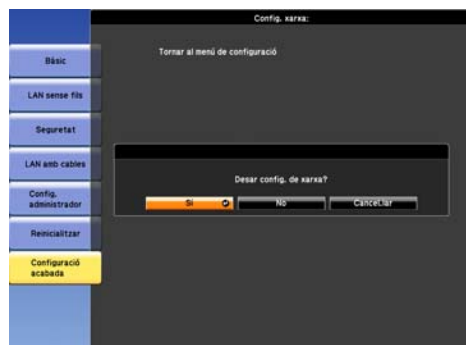 Config. xarxa:
Tornar al menú de configuració
Bàsic
LAN sense fils
Seguretat
LAN amb cables
Config.
administrador
Reinicialitzar
Configuració
acabada
Desar config. de xarxa?
Sí
No
Cancel.lar